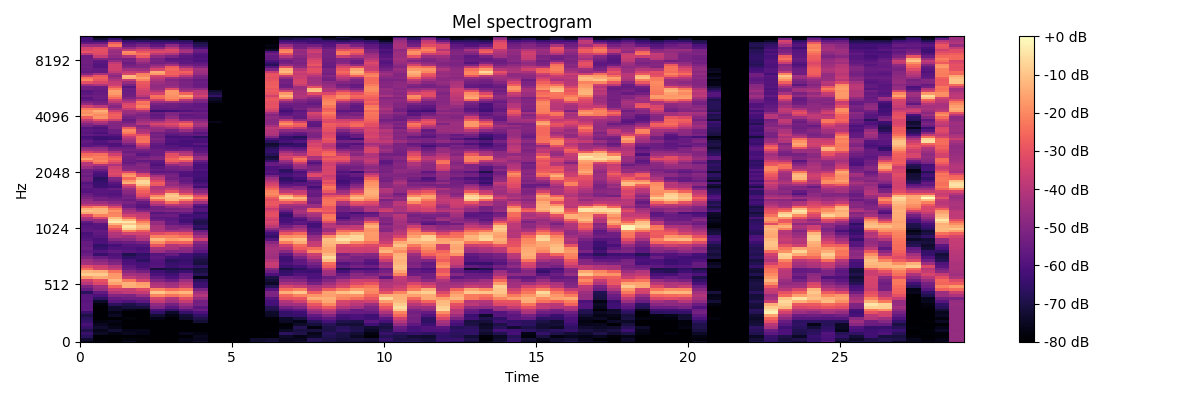 Mel spectrogram
Hz
8192
4096
2048
1024
512
0
0 5 10 15 20 25
Time
+0 dB
-10 dB
-20 dB
-30 dB
-40 dB
-50 dB
-60 dB
-70 dB
-80 dB